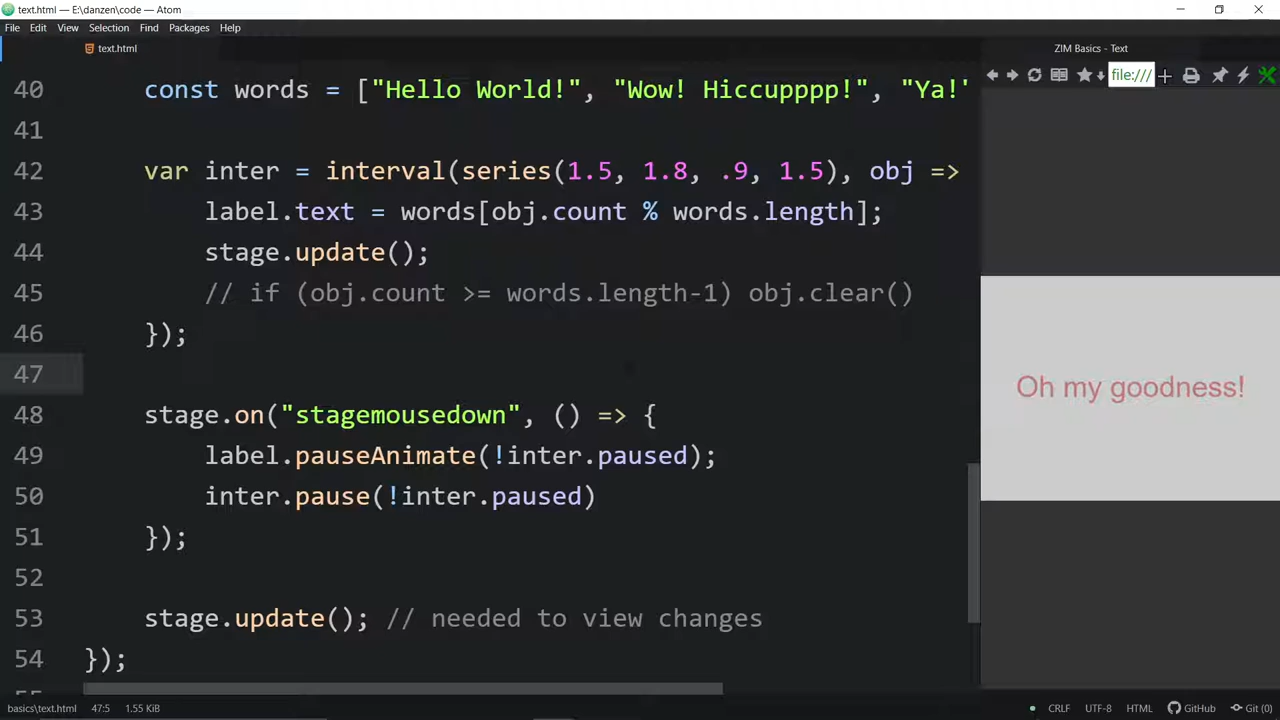 text.html — E:\danzen\code — Atom
File Edit View Selection Find Packages Help
text.html
ZIM Basics - Text
file:///
40 const words = ["Hello World!", "Wow! Hiccupppp!", "Ya!"
41
42 var inter = interval(series(1.5, 1.8, .9, 1.5), obj =>
43 label.text = words[obj.count % words.length];
44 stage.update();
45 // if (obj.count >= words.length-1) obj.clear()
46 });
47
48 stage.on("stagemousedown", () => {
49 label.pauseAnimate(!inter.paused);
50 inter.pause(!inter.paused)
51 });
52
53 stage.update(); // needed to view changes
54 });
Oh my goodness!
basics\text.html 47:5 1.55 KiB CRLF UTF-8 HTML GitHub Git (0)